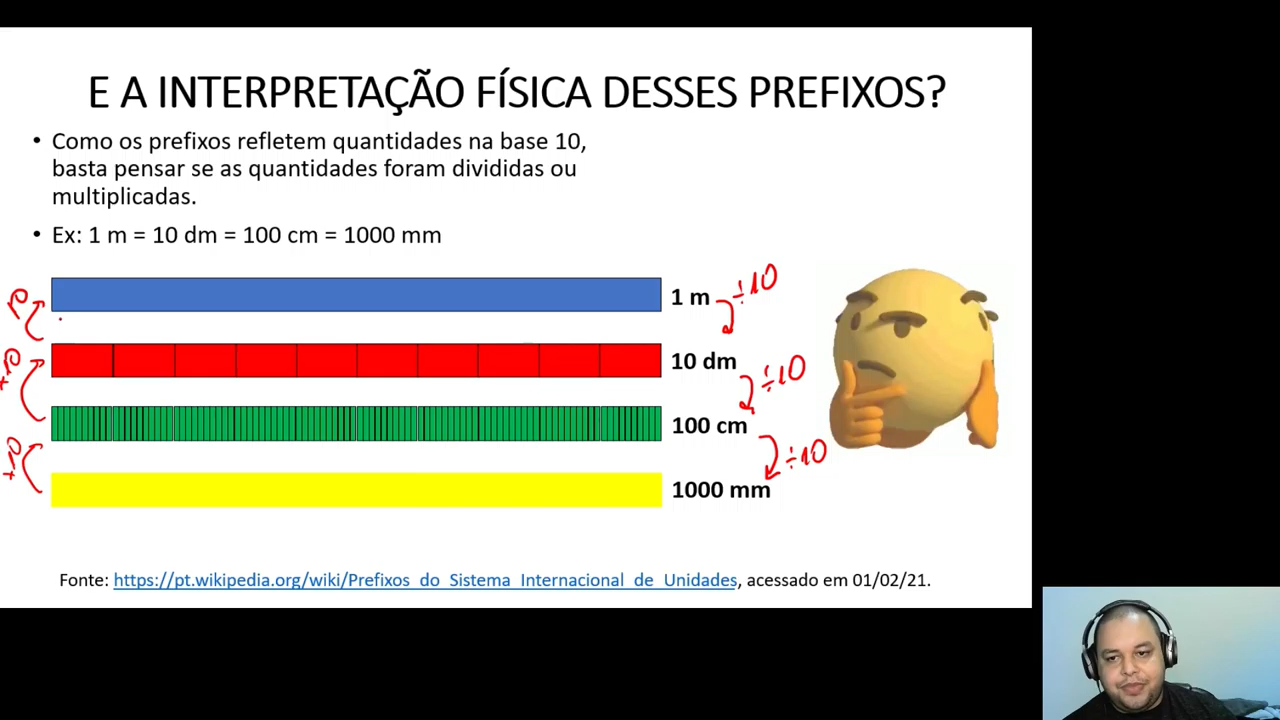 E A INTERPRETAÇÃO FÍSICA DESSES PREFIXOS?
• Como os prefixos refletem quantidades na base 10,
basta pensar se as quantidades foram divididas ou
multiplicadas.
• Ex: 1 m = 10 dm = 100 cm = 1000 mm
1 m
÷10
10 dm
÷10
100 cm
÷10
1000 mm
Fonte: https://pt.wikipedia.org/wiki/Prefixos_do_Sistema_Internacional_de_Unidades, acessado em 01/02/21.